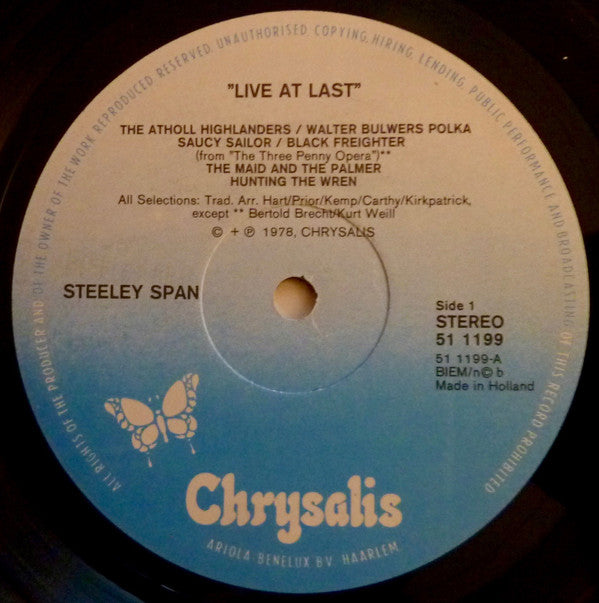 ALL RIGHTS OF THE PRODUCER AND OF THE OWNER OF THE WORK REPRODUCED RESERVED. UNAUTHORISED COPYING, HIRING, LENDING, PUBLIC PERFORMANCE AND BROADCASTING OF THIS RECORD PROHIBITED
"LIVE AT LAST"
THE ATHOLL HIGHLANDERS / WALTER BULWERS POLKA
SAUCY SAILOR / BLACK FREIGHTER
(from "The Three Penny Opera")**
THE MAID AND THE PALMER
HUNTING THE WREN
All Selections: Trad. Arr. Hart/Prior/Kemp/Carthy/Kirkpatrick,
except ** Bertold Brecht/Kurt Weill
© + ℗ 1978, CHRYSALIS
STEELEY SPAN
Side 1
STEREO
51 1199
51 1199-A
BIEM/n©b
Made in Holland
Chrysalis
ARIOLA-BENELUX BV HAARLEM